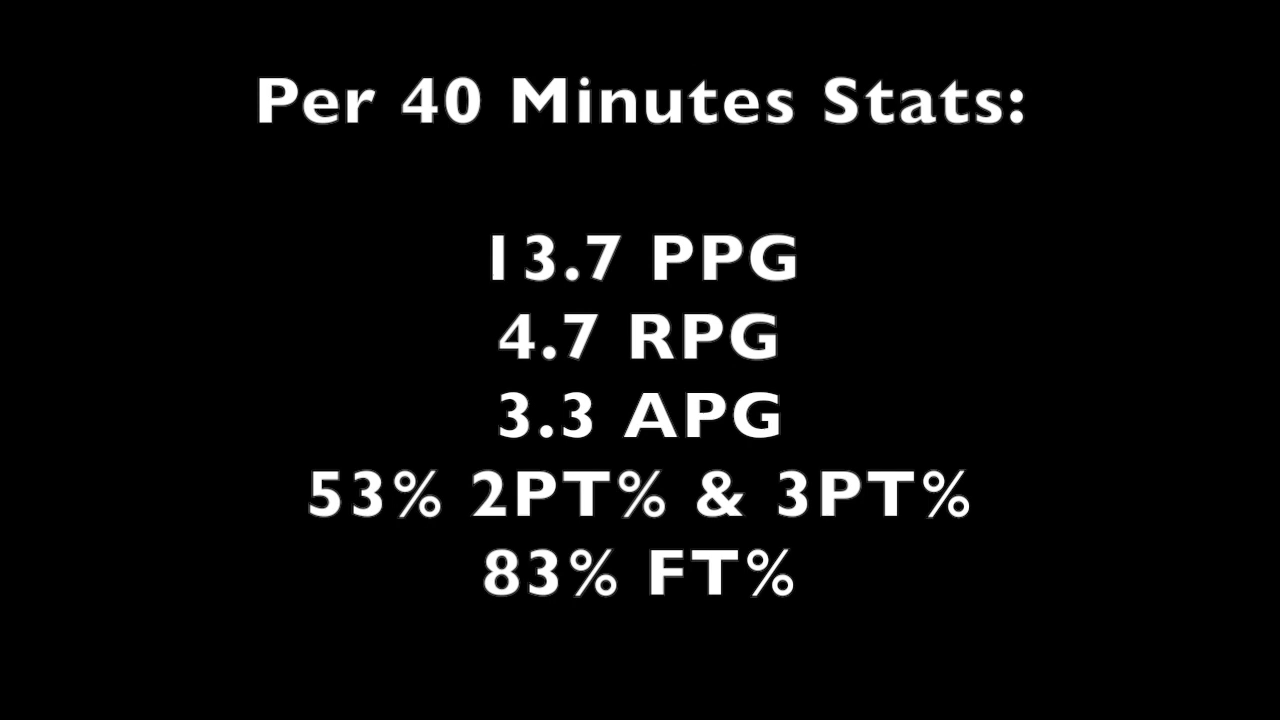 Per 40 Minutes Stats:
13.7 PPG
4.7 RPG
3.3 APG
53% 2PT% & 3PT%
83% FT%